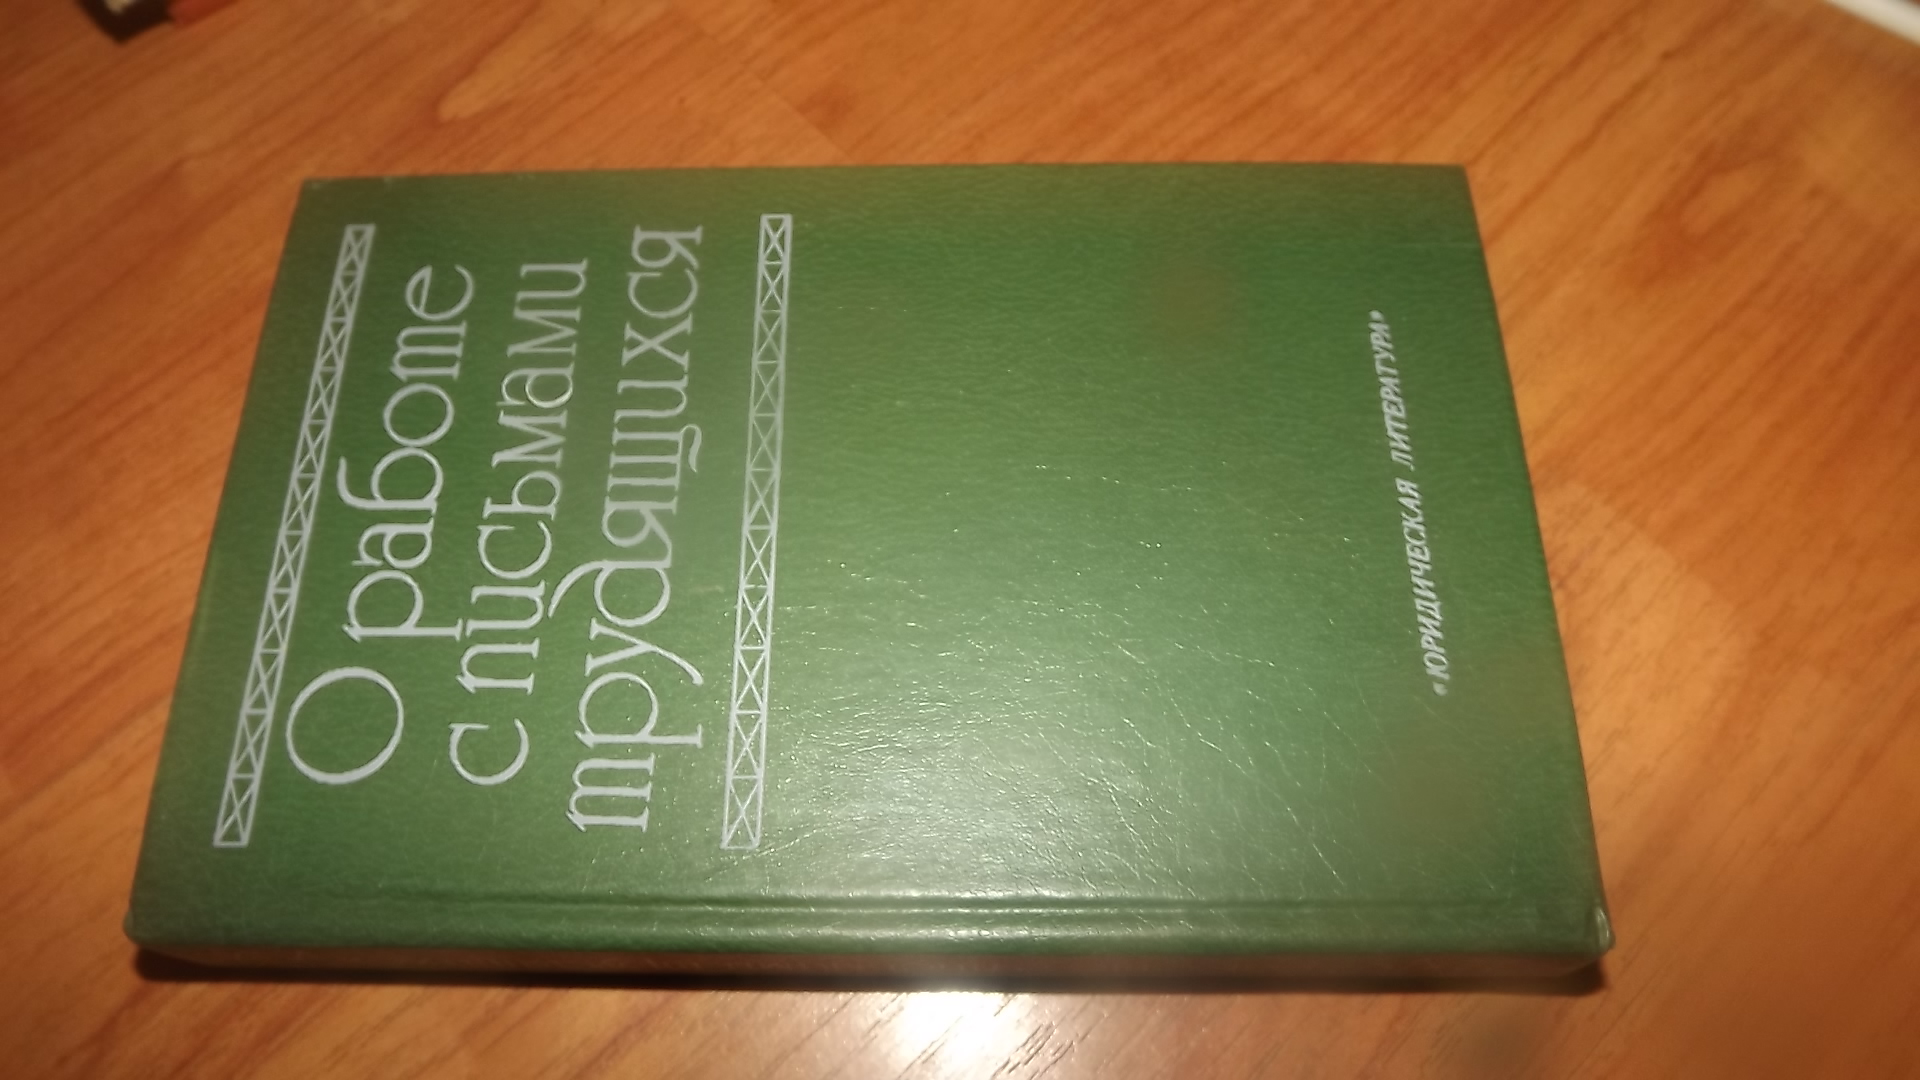 О работе
с письмами
трудящихся
«ЮРИДИЧЕСКАЯ ЛИТЕРАТУРА»